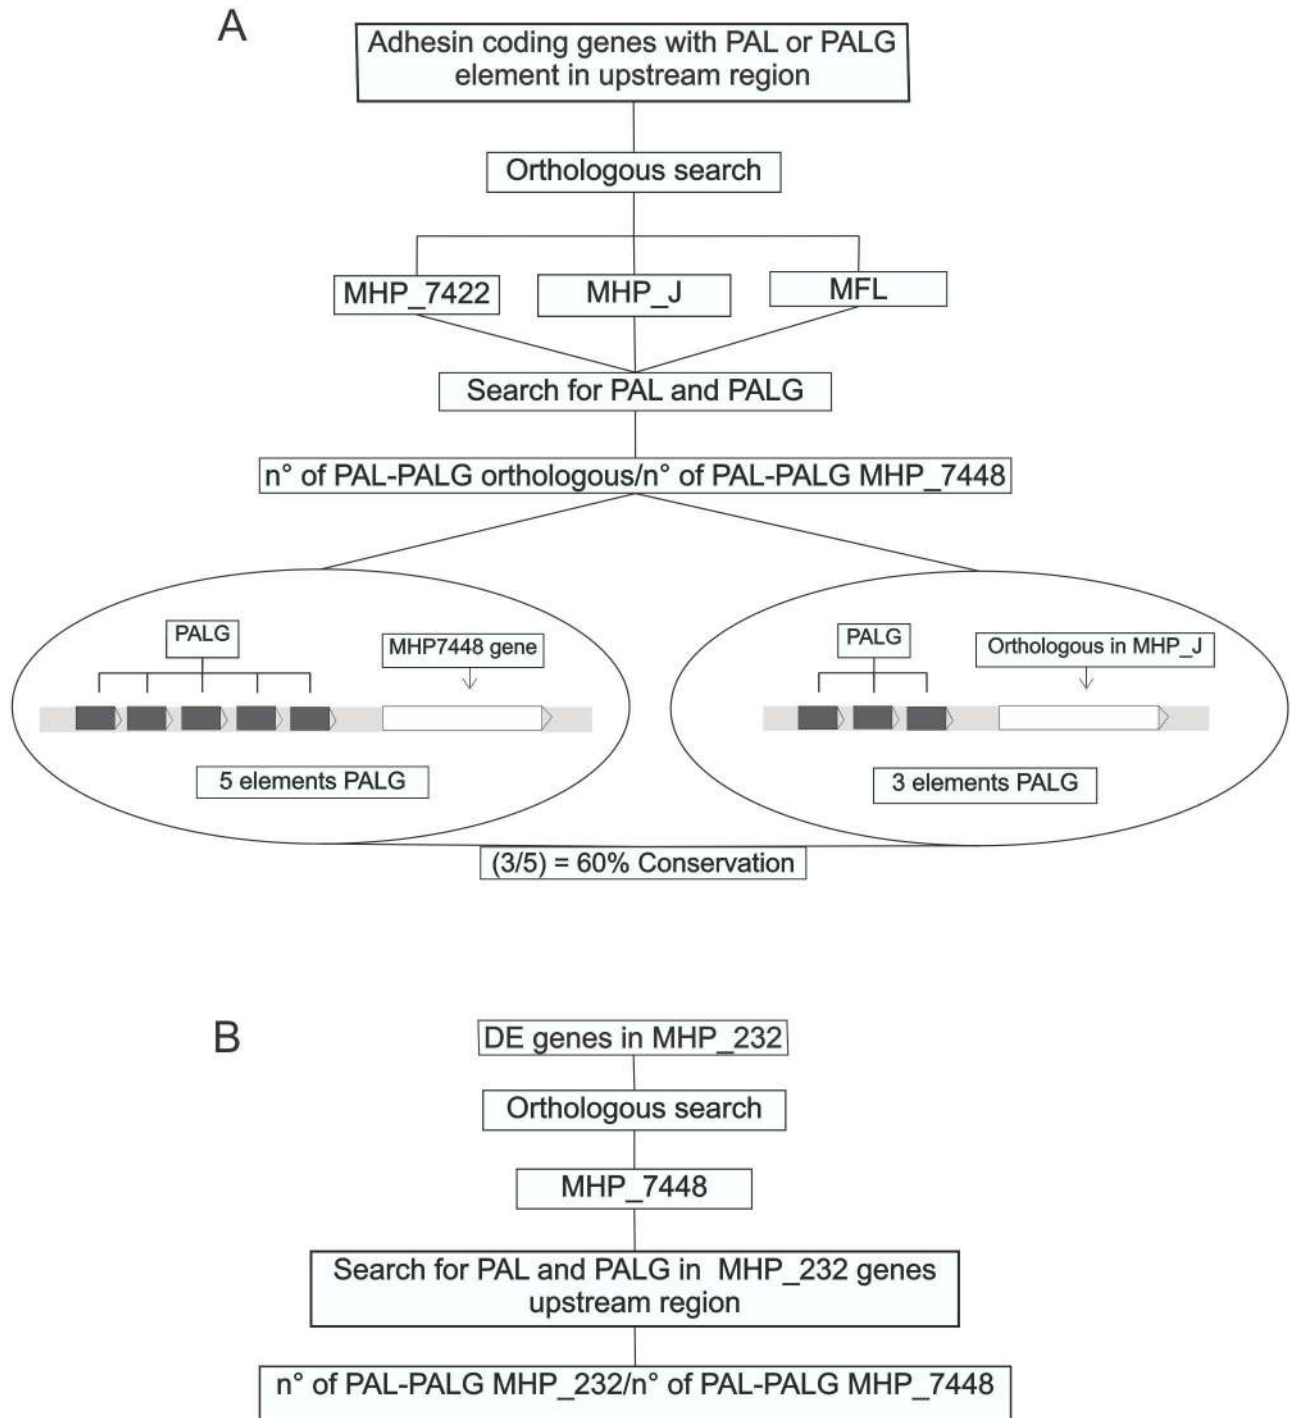 A
Adhesin coding genes with PAL or PALG
element in upstream region
Orthologous search
MHP_7422
MHP_J
MFL
Search for PAL and PALG
n° of PAL-PALG orthologous/n° of PAL-PALG MHP_7448
PALG
MHP7448 gene
5 elements PALG
PALG
Orthologous in MHP_J
3 elements PALG
(3/5) = 60% Conservation
B
DE genes in MHP_232
Orthologous search
MHP_7448
Search for PAL and PALG in MHP_232 genes
upstream region
n° of PAL-PALG MHP_232/n° of PAL-PALG MHP_7448